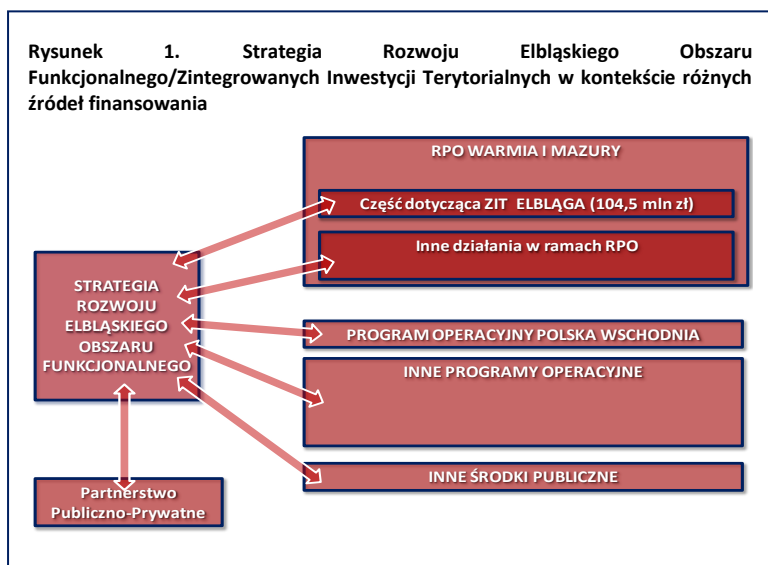 Rysunek 1. Strategia Rozwoju Elbląskiego Obszaru
Funkcjonalnego/Zintegrowanych Inwestycji Terytorialnych w kontekście różnych
źródeł finansowania
RPO WARMIA I MAZURY
Część dotycząca ZIT ELBLĄGA (104,5 mln zł)
Inne działania w ramach RPO
STRATEGIA
ROZWOJU
ELBLĄSKIEGO
OBSZARU
FUNKCJONALNEGO
PROGRAM OPERACYJNY POLSKA WSCHODNIA
INNE PROGRAMY OPERACYJNE
INNE ŚRODKI PUBLICZNE
Partnerstwo
Publiczno-Prywatne